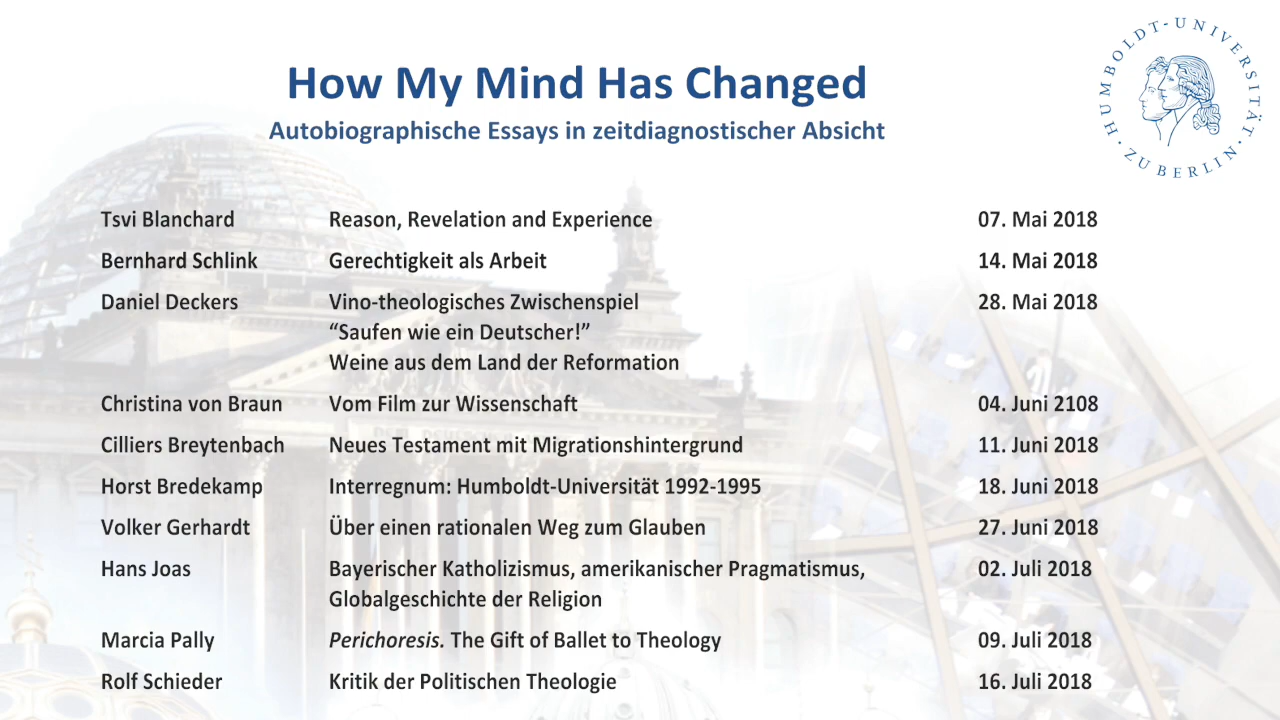 How My Mind Has Changed
Autobiographische Essays in zeitdiagnostischer Absicht
HUMBOLDT-UNIVERSITÄT · ZU BERLIN ·
Tsvi Blanchard Reason, Revelation and Experience 07. Mai 2018
Bernhard Schlink Gerechtigkeit als Arbeit 14. Mai 2018
Daniel Deckers Vino-theologisches Zwischenspiel 28. Mai 2018
“Saufen wie ein Deutscher!”
Weine aus dem Land der Reformation
Christina von Braun Vom Film zur Wissenschaft 04. Juni 2108
Cilliers Breytenbach Neues Testament mit Migrationshintergrund 11. Juni 2018
Horst Bredekamp Interregnum: Humboldt-Universität 1992-1995 18. Juni 2018
Volker Gerhardt Über einen rationalen Weg zum Glauben 27. Juni 2018
Hans Joas Bayerischer Katholizismus, amerikanischer Pragmatismus, 02. Juli 2018
Globalgeschichte der Religion
Marcia Pally Perichoresis. The Gift of Ballet to Theology 09. Juli 2018
Rolf Schieder Kritik der Politischen Theologie 16. Juli 2018